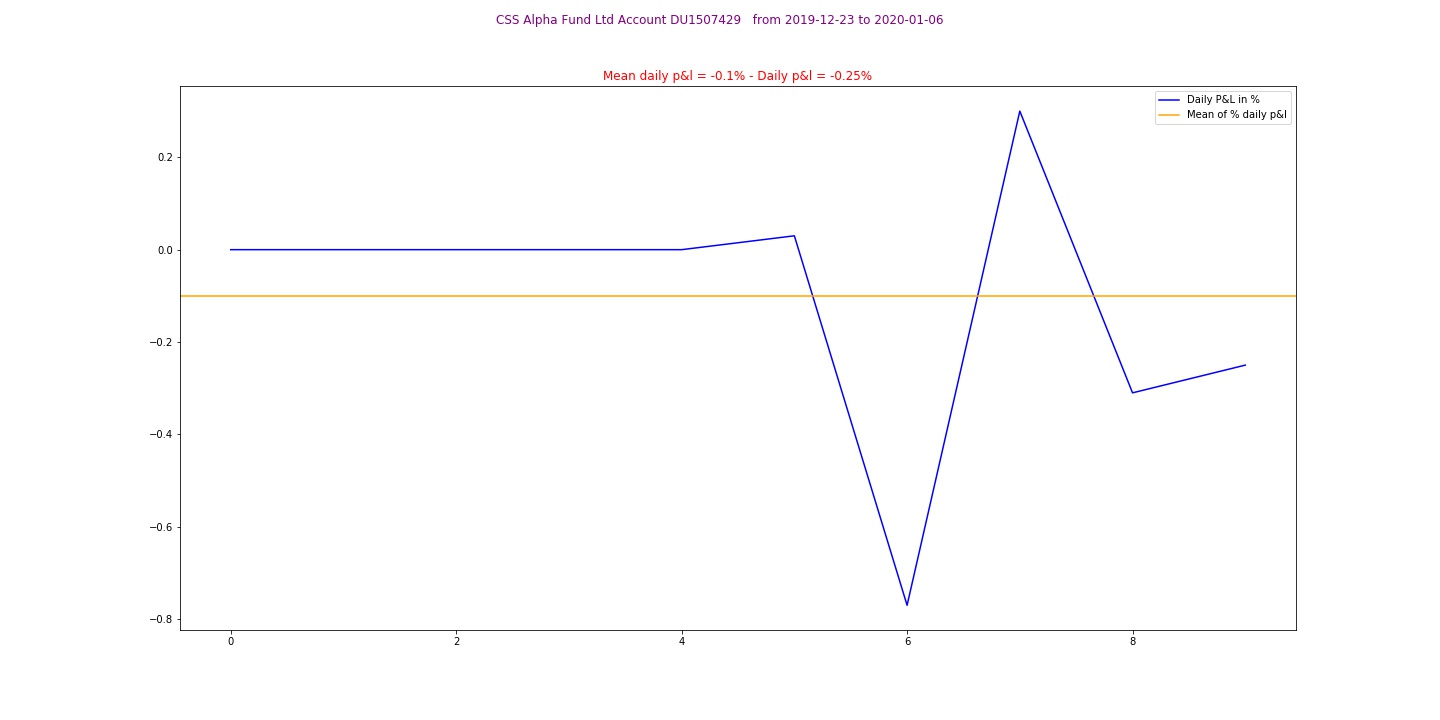 CSS Alpha Fund Ltd Account DU1507429   from 2019-12-23 to 2020-01-06
Mean daily p&l = -0.1% - Daily p&l = -0.25%
Daily P&L in %
Mean of % daily p&l
0.2
0.0
−0.2
−0.4
−0.6
−0.8
0 2 4 6 8